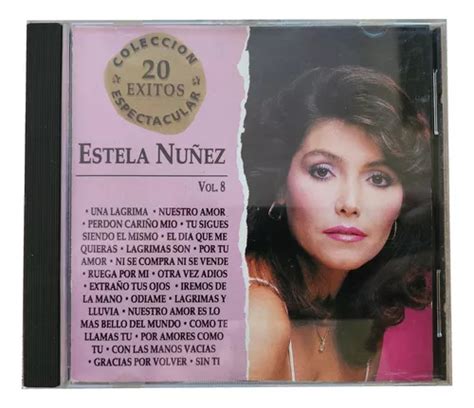 COLECCION
20
EXITOS
ESPECTACULAR
ESTELA NUÑEZ
VOL. 8
• UNA LAGRIMA • NUESTRO AMOR
• PERDON CARIÑO MIO • TU SIGUES
SIENDO EL MISMO • EL DIA QUE ME
QUIERAS • LAGRIMAS SON • POR TU
AMOR • NI SE COMPRA NI SE VENDE
• RUEGA POR MI • OTRA VEZ ADIOS
• EXTRAÑO TUS OJOS • IREMOS DE
LA MANO • ODIAME • LAGRIMAS Y
LLUVIA • NUESTRO AMOR ES LO
MAS BELLO DEL MUNDO • COMO TE
LLAMAS TU • POR AMORES COMO
TU • CON LAS MANOS VACIAS
• GRACIAS POR VOLVER • SIN TI